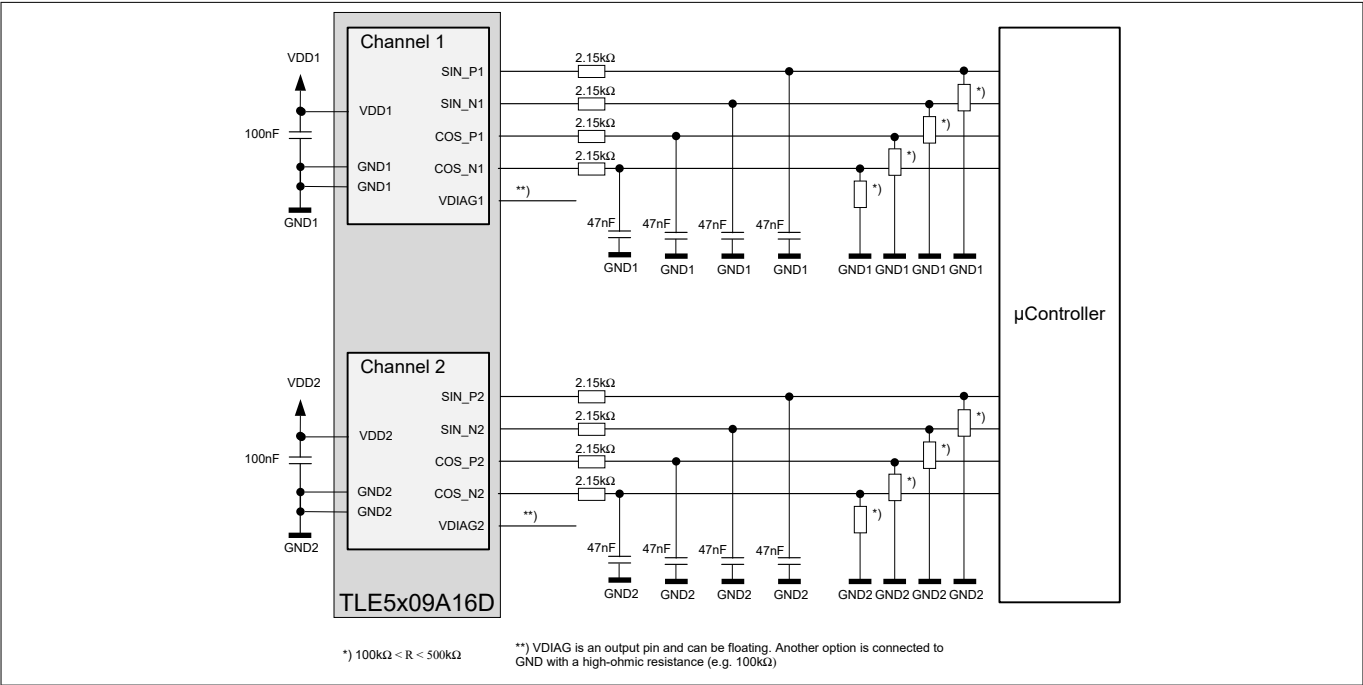 Channel 1
VDD1
100nF
GND1
VDD1
GND1
GND1
SIN_P1
SIN_N1
COS_P1
COS_N1
VDIAG1
2.15kΩ
2.15kΩ
2.15kΩ
2.15kΩ
**)
47nF
47nF
47nF
47nF
GND1
GND1
GND1
GND1
*)
*)
*)
*)
GND1
GND1
GND1
GND1
µController
Channel 2
VDD2
100nF
GND2
VDD2
GND2
GND2
SIN_P2
SIN_N2
COS_P2
COS_N2
VDIAG2
2.15kΩ
2.15kΩ
2.15kΩ
2.15kΩ
**)
47nF
47nF
47nF
47nF
GND2
GND2
GND2
GND2
*)
*)
*)
*)
GND2
GND2
GND2
GND2
TLE5x09A16D
*) 100kΩ < R < 500kΩ
**) VDIAG is an output pin and can be floating. Another option is connected to
GND with a high-ohmic resistance (e.g. 100kΩ)